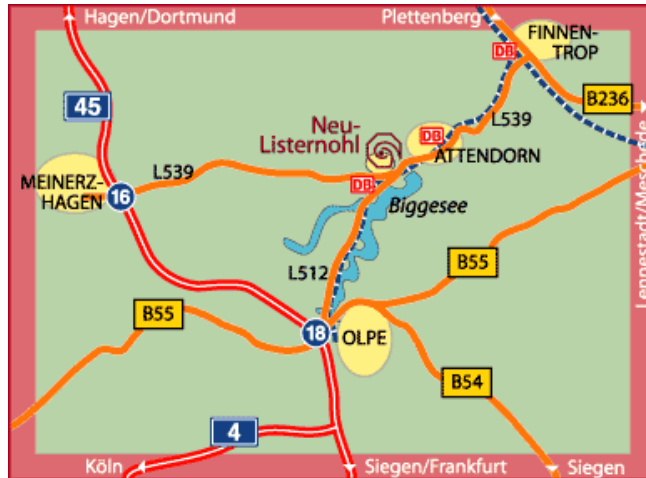 Hagen/Dortmund
Plettenberg
FINNEN-
TROP
DB
45
B236
Neu-
Listernohl
DB
L539
ATTENDORN
L539
MEINERZ-
HAGEN
16
DB
Biggesee
Lennestadt/Meschede
B55
L512
B55
18
OLPE
B54
4
Köln
Siegen/Frankfurt
Siegen